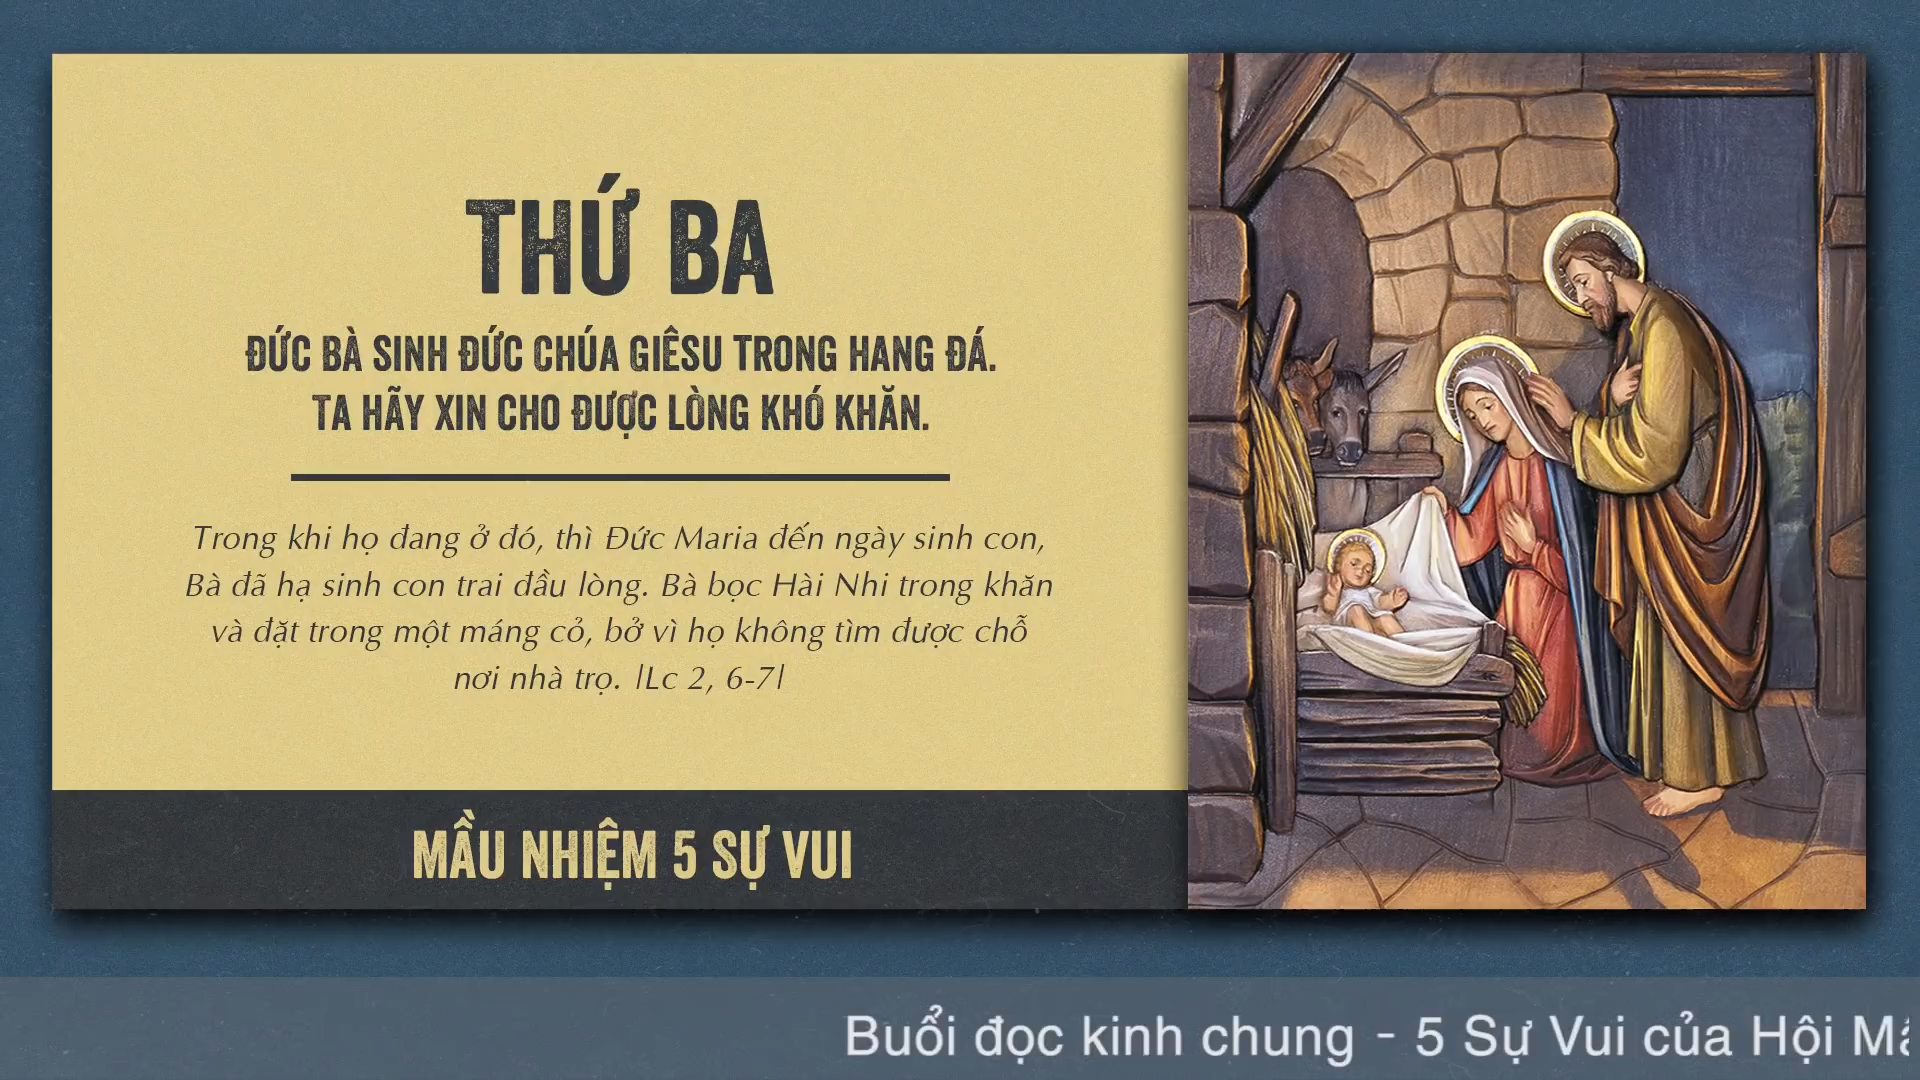 THỨ BA
ĐỨC BÀ SINH ĐỨC CHÚA GIÊSU TRONG HANG ĐÁ.
TA HÃY XIN CHO ĐƯỢC LÒNG KHÓ KHĂN.
Trong khi họ đang ở đó, thì Đức Maria đến ngày sinh con,
Bà đã hạ sinh con trai đầu lòng. Bà bọc Hài Nhi trong khăn
và đặt trong một máng cỏ, bở vì họ không tìm được chỗ
nơi nhà trọ. |Lc 2, 6-7|
MẦU NHIỆM 5 SỰ VUI
Buổi đọc kinh chung - 5 Sự Vui của Hội